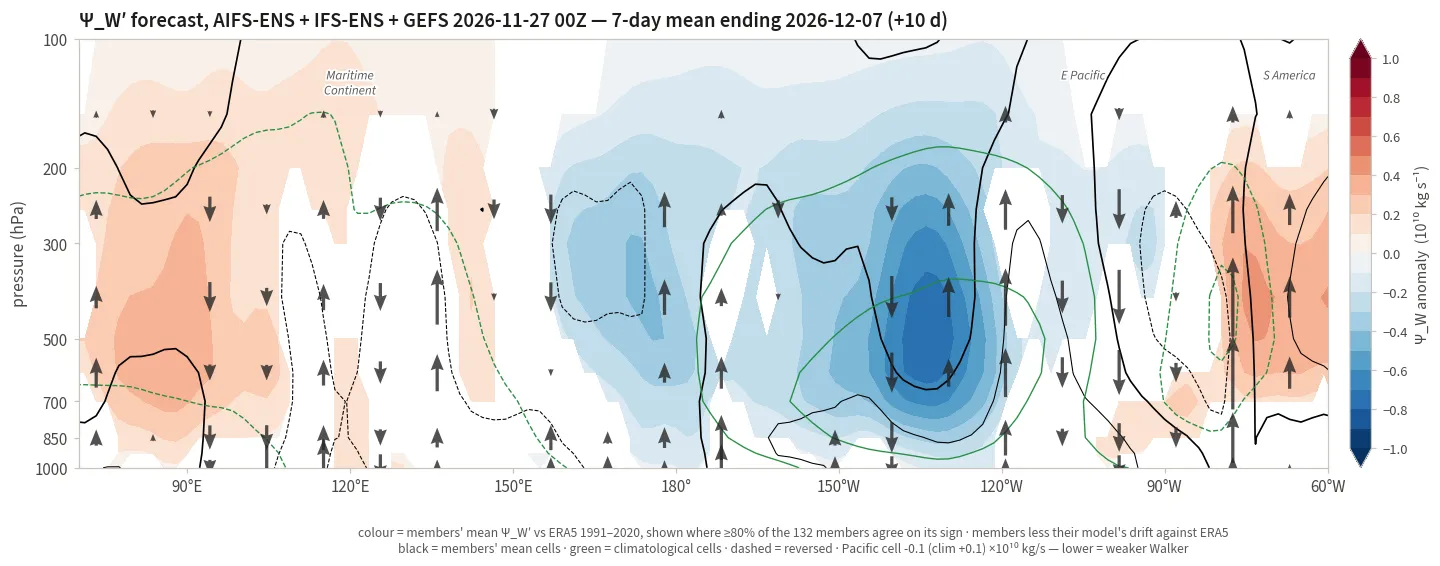 Ψ_W′ forecast, AIFS-ENS + IFS-ENS + GEFS 2026-11-27 00Z — 7-day mean ending 2026-12-07 (+10 d)
100
200
300
500
700
850
1000
pressure (hPa)
Maritime
Continent
E Pacific
S America
90°E
120°E
150°E
180°
150°W
120°W
90°W
60°W
1.0
0.8
0.6
0.4
0.2
0.0
−0.2
−0.4
−0.6
−0.8
−1.0
Ψ_W anomaly (10¹⁰ kg s⁻¹)
colour = members' mean Ψ_W′ vs ERA5 1991–2020, shown where ≥80% of the 132 members agree on its sign · members less their model's drift against ERA5
black = members' mean cells · green = climatological cells · dashed = reversed · Pacific cell -0.1 (clim +0.1) ×10¹⁰ kg/s — lower = weaker Walker